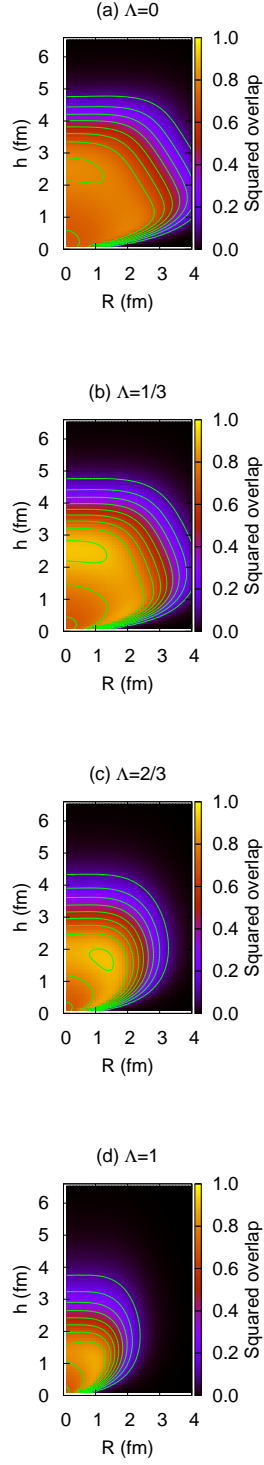 (a) Λ=0
h (fm)
6
5
4
3
2
1
0
0 1 2 3 4
R (fm)
1.0
0.8
0.6
0.4
0.2
0.0
Squared overlap
(b) Λ=1/3
h (fm)
6
5
4
3
2
1
0
0 1 2 3 4
R (fm)
1.0
0.8
0.6
0.4
0.2
0.0
Squared overlap
(c) Λ=2/3
h (fm)
6
5
4
3
2
1
0
0 1 2 3 4
R (fm)
1.0
0.8
0.6
0.4
0.2
0.0
Squared overlap
(d) Λ=1
h (fm)
6
5
4
3
2
1
0
0 1 2 3 4
R (fm)
1.0
0.8
0.6
0.4
0.2
0.0
Squared overlap